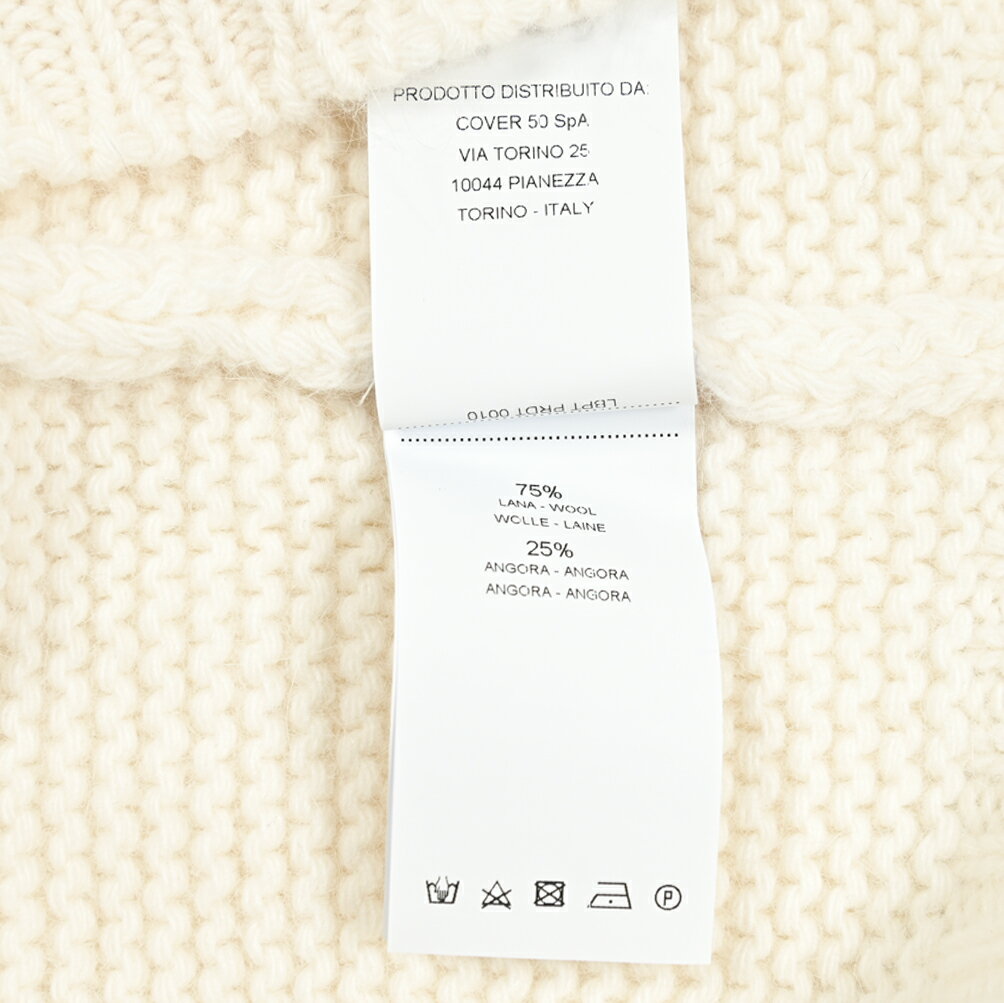 PRODOTTO DISTRIBUITO DA:
COVER 50 SpA
VIA TORINO 25
10044 PIANEZZA
TORINO - ITALY
LBPT PRDT 0010
75%
LANA - WOOL
WOLLE - LAINE
25%
ANGORA - ANGORA
ANGORA - ANGORA
P